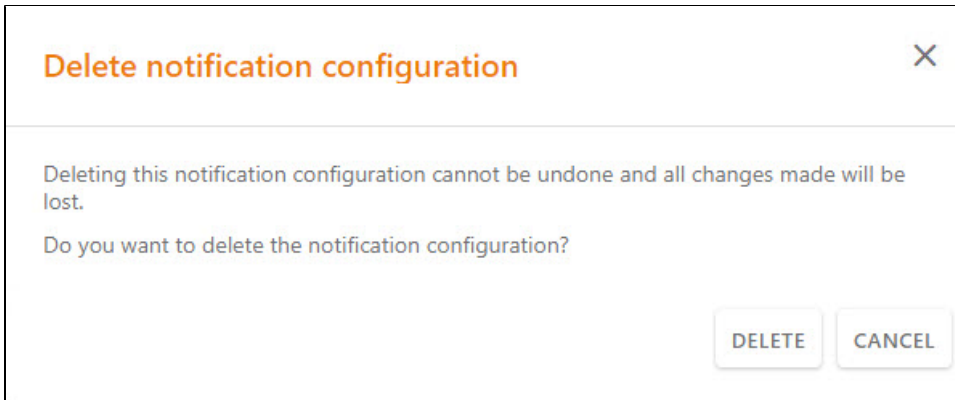 Delete notification configuration
Deleting this notification configuration cannot be undone and all changes made will be
lost.
Do you want to delete the notification configuration?
DELETE CANCEL